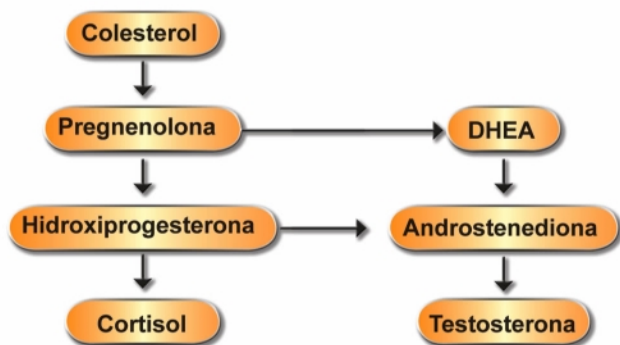 Colesterol
Pregnenolona
DHEA
Hidroxiprogesterona
Androstenediona
Cortisol
Testosterona